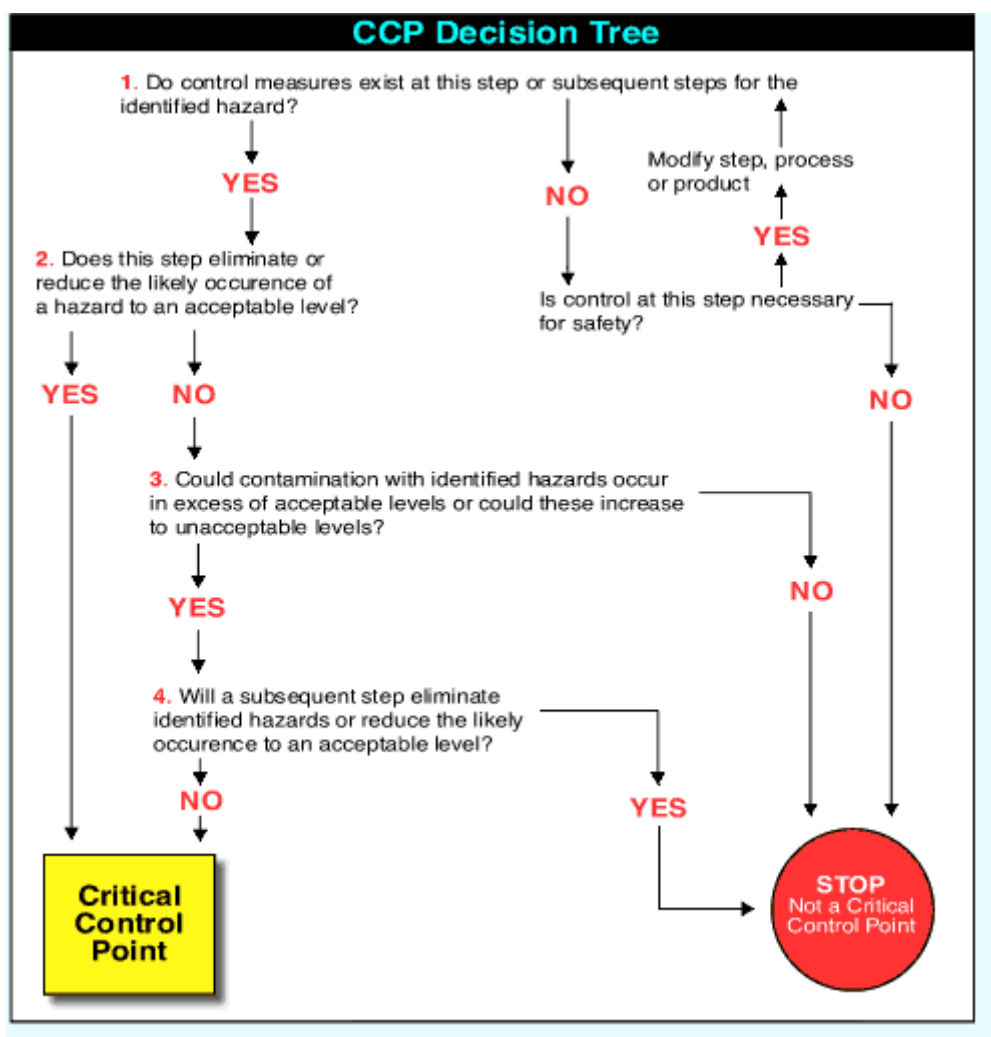 CCP Decision Tree
1. Do control measures exist at this step or subsequent steps for the
identified hazard?
YES
NO
Modify step, process
or product
YES
Is control at this step necessary
for safety?
NO
2. Does this step eliminate or
reduce the likely occurence of
a hazard to an acceptable level?
YES
NO
3. Could contamination with identified hazards occur
in excess of acceptable levels or could these increase
to unacceptable levels?
NO
YES
4. Will a subsequent step eliminate
identified hazards or reduce the likely
occurence to an acceptable level?
NO
YES
Critical
Control
Point
STOP
Not a Critical
Control Point